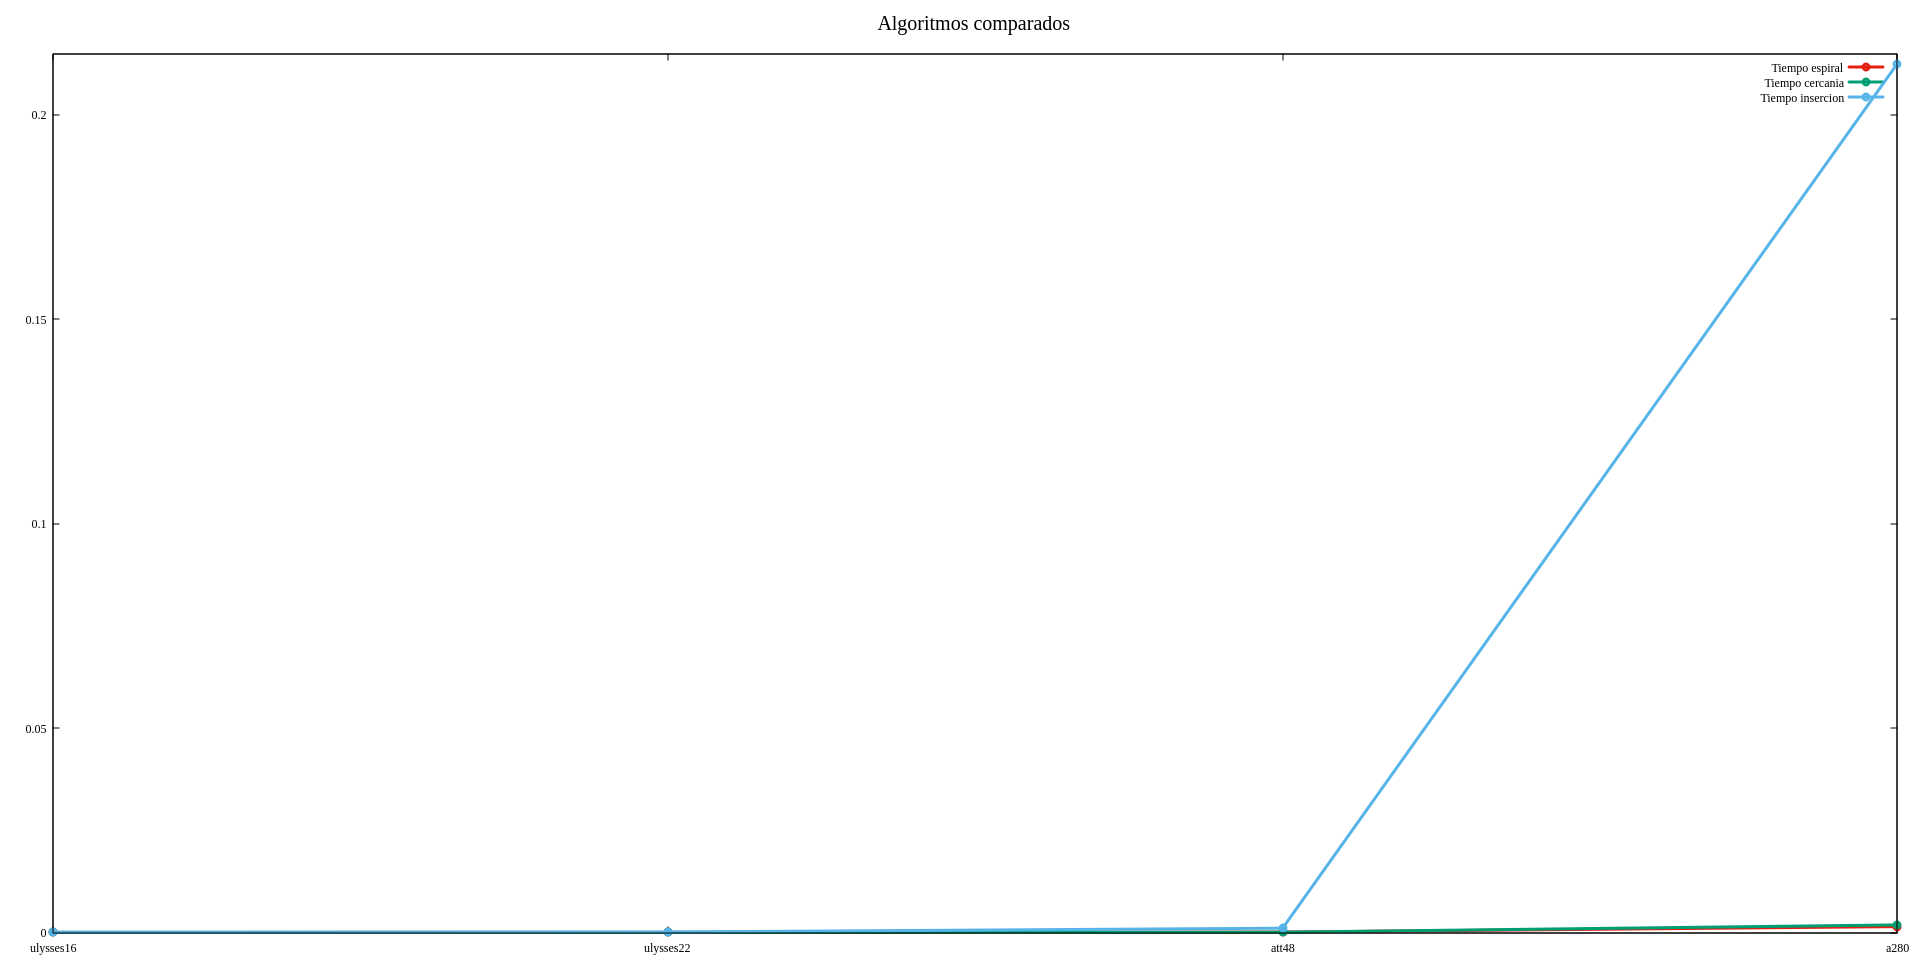 Algoritmos comparados
Tiempo espiral
Tiempo cercania
Tiempo insercion
0.2
0.15
0.1
0.05
0
ulysses16 ulysses22 att48 a280